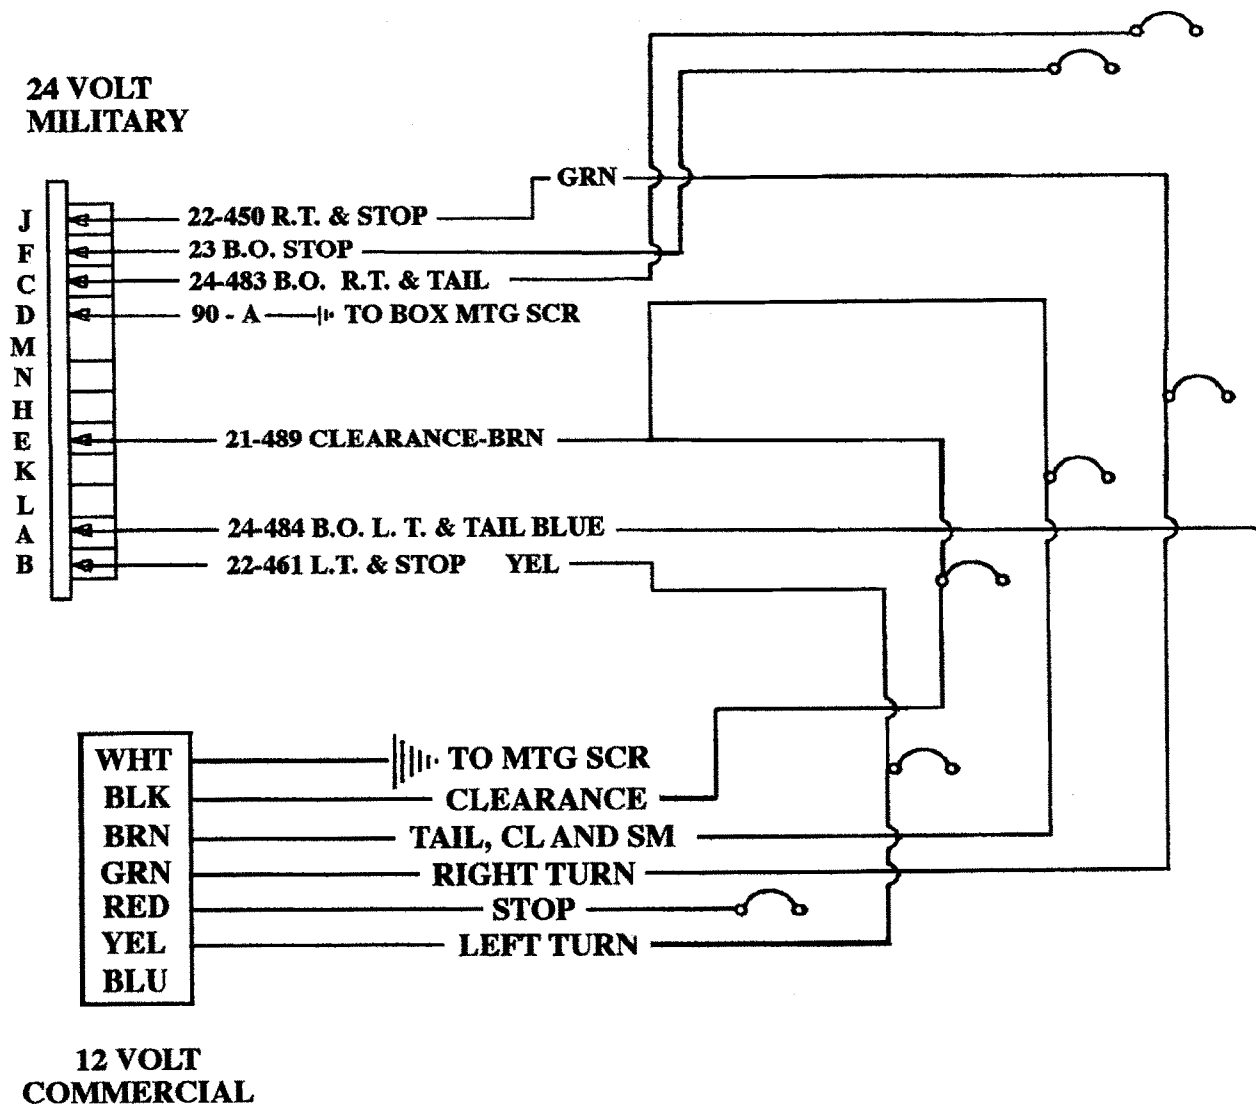 24 VOLT
MILITARY
GRN
J 22-450 R.T. & STOP
F 23 B.O. STOP
C 24-483 B.O. R.T. & TAIL
D 90 - A TO BOX MTG SCR
M
N
H
E 21-489 CLEARANCE-BRN
K
L
A 24-484 B.O. L. T. & TAIL BLUE
B 22-461 L.T. & STOP YEL
WHT TO MTG SCR
BLK CLEARANCE
BRN TAIL, CL AND SM
GRN RIGHT TURN
RED STOP
YEL LEFT TURN
BLU
12 VOLT
COMMERCIAL